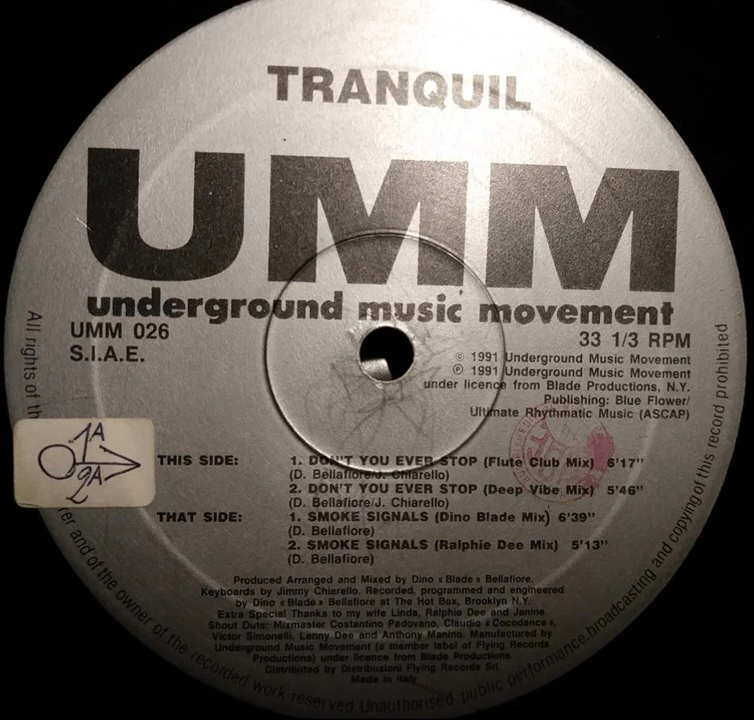 TRANQUIL
UMM
underground music movement
UMM 026
33 1/3 RPM
S.I.A.E.
© 1991 Underground Music Movement
℗ 1991 Underground Music Movement
under licence from Blade Productions, N.Y.
Publishing: Blue Flower/
Ultimate Rhythmatic Music (ASCAP)
1A
2A
THIS SIDE: 1. DON'T YOU EVER STOP (Flute Club Mix) 6'17''
(D. Bellafiore/J. Chiarello)
2. DON'T YOU EVER STOP (Deep Vibe Mix) 5'46''
(D. Bellafiore/J. Chiarello)
THAT SIDE: 1. SMOKE SIGNALS (Dino Blade Mix) 6'39''
(D. Bellafiore)
2. SMOKE SIGNALS (Ralphie Dee Mix) 5'13''
(D. Bellafiore)
Produced Arranged and Mixed by Dino «Blade» Bellafiore.
Keyboards by Jimmy Chiarello. Recorded, programmed and engineered
by Dino «Blade» Bellafiore at The Hot Box, Brooklyn N.Y.
Extra Special Thanks to my wife Linda, Ralphie Dee and Janine.
Shout Outs: Mixmaster Costantino Padovano, Claudio «Cocodance»,
Victor Simonelli, Lenny Dee and Anthony Manino. Manufactured by
Underground Music Movement (a member label of Flying Records
Productions) under licence from Blade Productions.
Distributed by Distribuzioni Flying Records Srl.
Made in Italy
All rights of th fer and of the owner of the recorded work reserved Unauthorised public performance,broadcasting and copying of this record prohibited